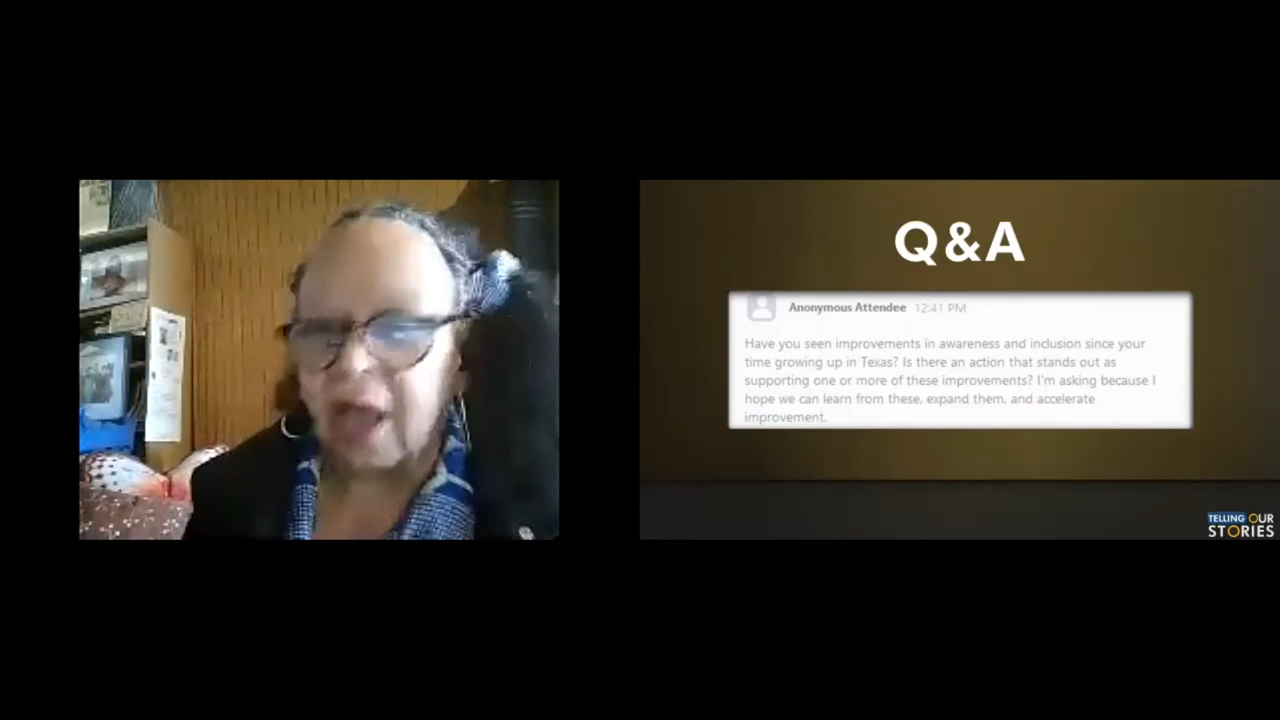 Q&A
Anonymous Attendee 12:41 PM
Have you seen improvements in awareness and inclusion since your
time growing up in Texas? Is there an action that stands out as
supporting one or more of these improvements? I'm asking because I
hope we can learn from these, expand them, and accelerate
improvement.
TELLING OUR
STORIES